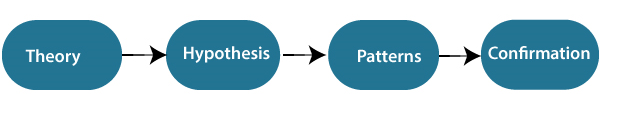 Theory
Hypothesis
Patterns
Confirmation